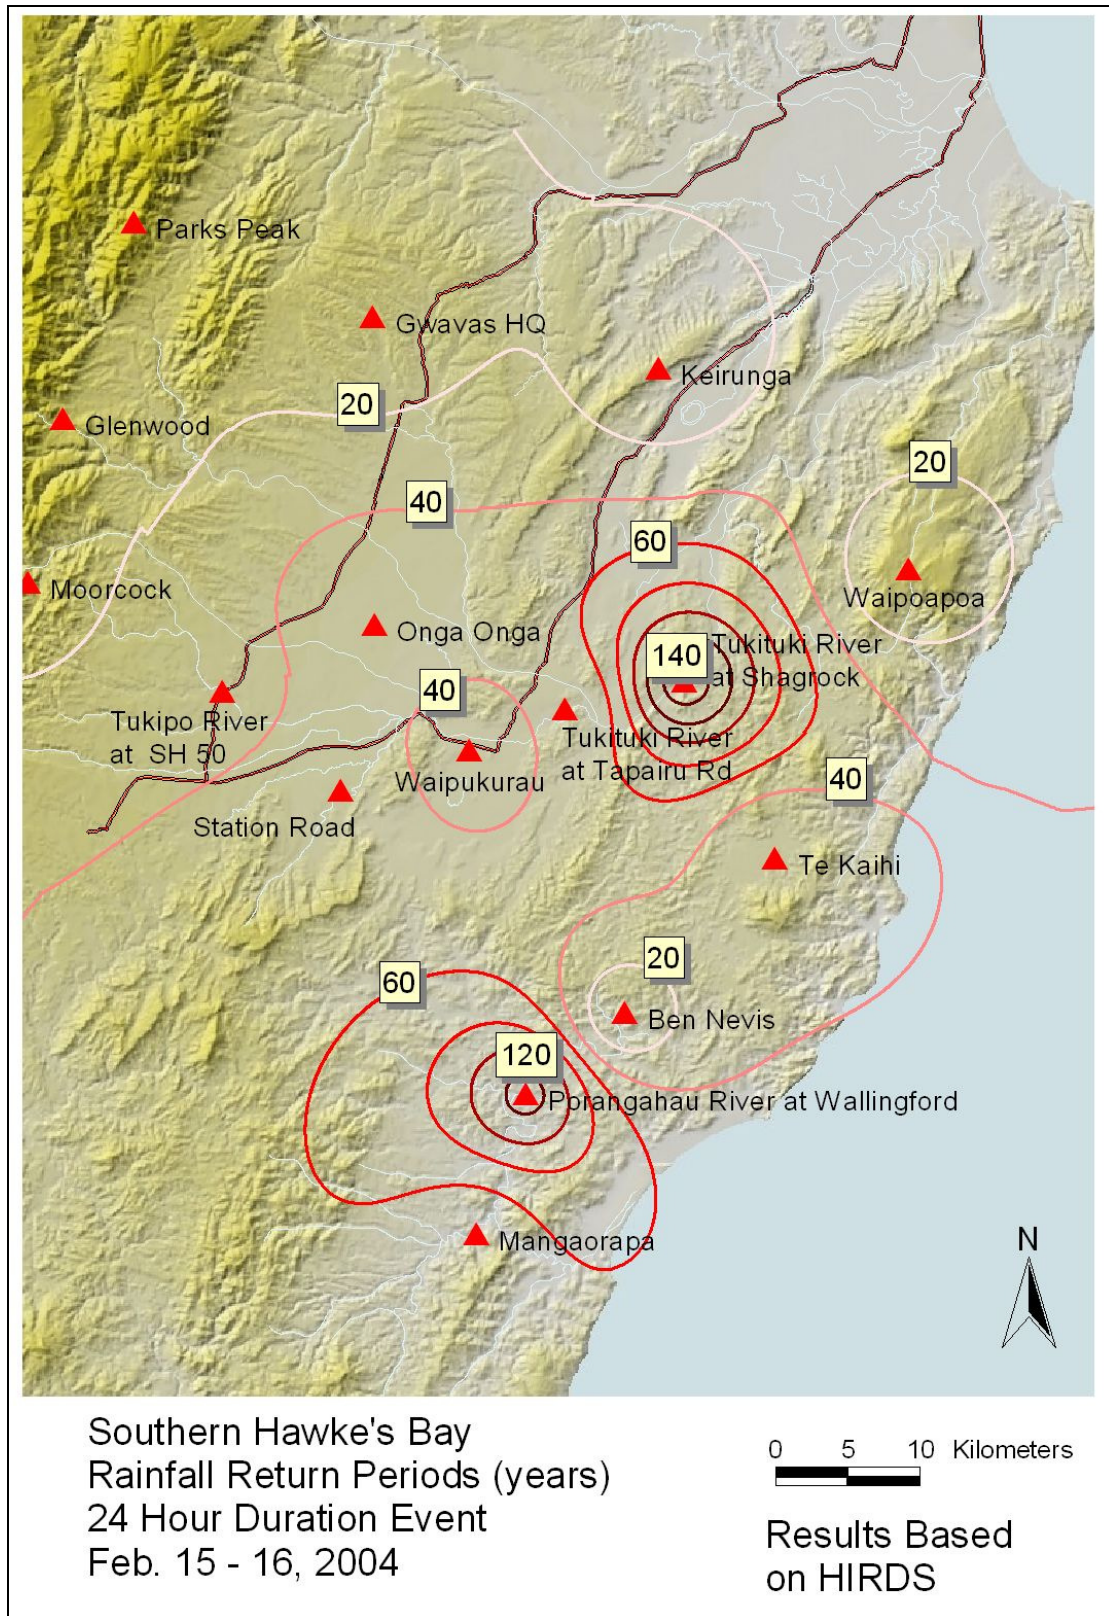 Parks Peak
Gwavas HQ
Keirunga
20
Glenwood
20
40
60
Moorcock
Waipoapoa
Onga Onga
140
Tukituki River
at Shagrock
40
Tukipo River
at SH 50
Tukituki River
at Tapairu Rd
Waipukurau
40
Station Road
Te Kaihi
20
60
Ben Nevis
120
Porangahau River at Wallingford
Mangaorapa
N
Southern Hawke's Bay
Rainfall Return Periods (years)
24 Hour Duration Event
Feb. 15 - 16, 2004
0 5 10 Kilometers
Results Based
on HIRDS